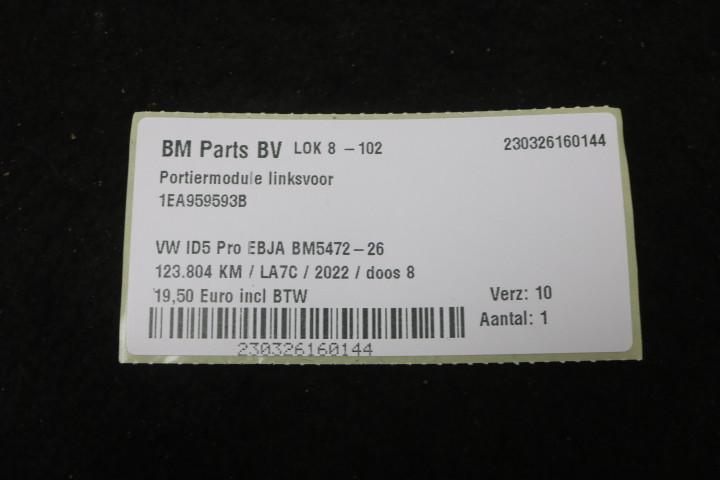 BM Parts BV LOK 8 - 102 230326160144
Portiermodule linksvoor
1EA959593B
VW ID5 Pro EBJA BM5472-26
123.804 KM / LA7C / 2022 / doos 8
19,50 Euro incl BTW Verz: 10
Aantal: 1
230326160144